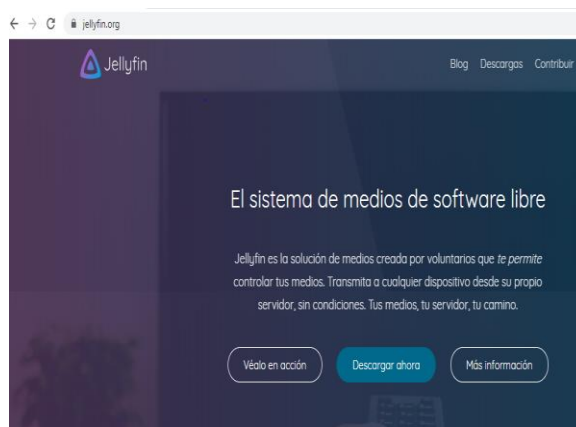 jellyfin.org
Jellyfin
Blog Descargas Contribuir
El sistema de medios de software libre
Jellyfin es la solución de medios creada por voluntarios que te permite
controlar tus medios. Transmita a cualquier dispositivo desde su propio
servidor, sin condiciones. Tus medios, tu servidor, tu camino.
Véalo en acción Descargar ahora Más información